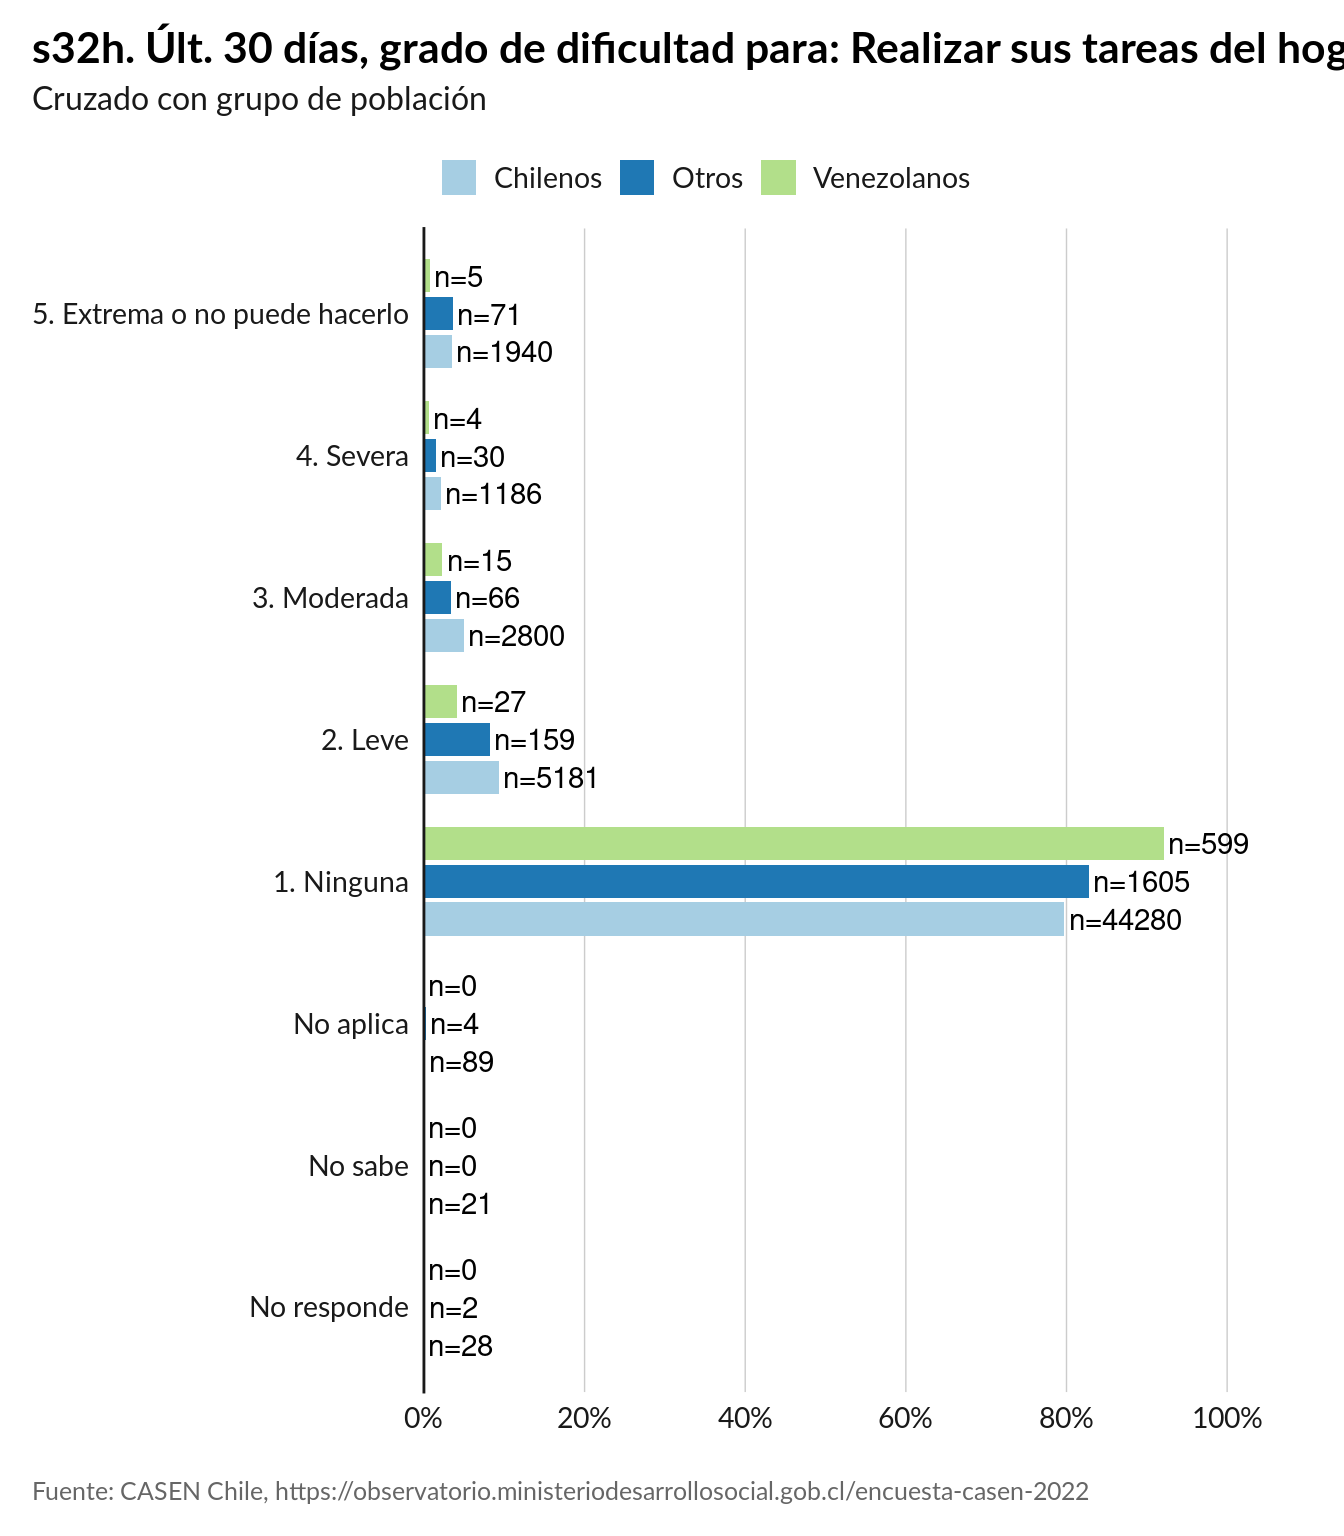 s32h. Últ. 30 días, grado de dificultad para: Realizar sus tareas del hog
Cruzado con grupo de población
Chilenos Otros Venezolanos
n=5
5. Extrema o no puede hacerlo n=71
n=1940
n=4
4. Severa n=30
n=1186
n=15
3. Moderada n=66
n=2800
n=27
2. Leve n=159
n=5181
n=599
1. Ninguna n=1605
n=44280
n=0
No aplica n=4
n=89
n=0
No sabe n=0
n=21
n=0
No responde n=2
n=28
0% 20% 40% 60% 80% 100%
Fuente: CASEN Chile, https://observatorio.ministeriodesarrollosocial.gob.cl/encuesta-casen-2022